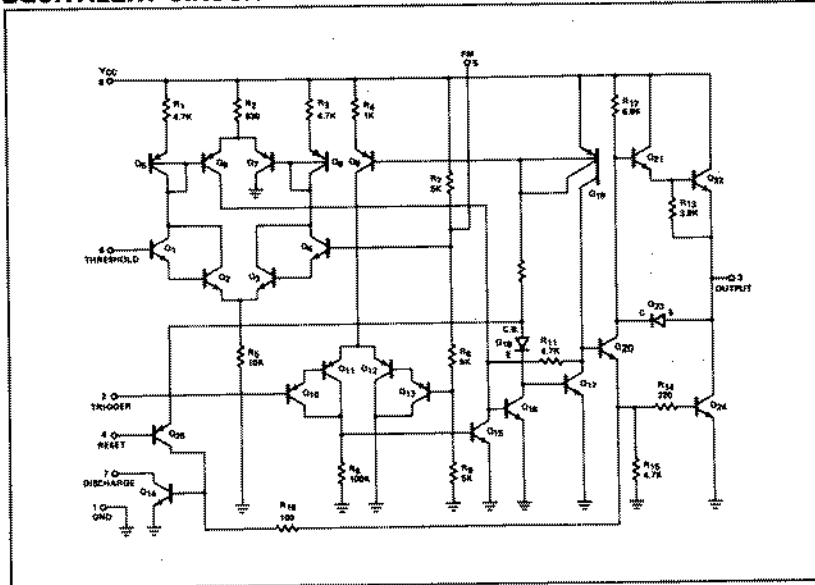 VCC
8
FM
5
R1
4.7K
R2
830
R3
4.7K
R4
1K
R12
6.8K
Q5
Q6
Q7
Q8
Q9
R7
5K
Q19
Q21
Q22
R13
3.9K
6
THRESHOLD
Q1
Q2
Q3
Q4
3
OUTPUT
C.B.
Q18
E
R11
4.7K
C
Q23
B
Q20
R5
10K
Q11
Q12
R8
5K
Q17
2
TRIGGER
Q10
Q13
Q16
R14
220
Q24
4
RESET
Q25
Q15
7
DISCHARGE
Q14
R6
100K
R9
5K
R15
4.7K
1
GND
R16
100